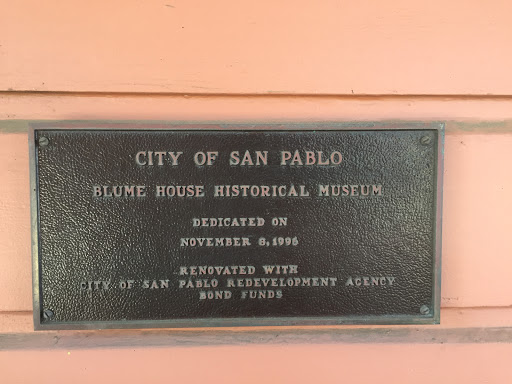 CITY OF SAN PABLO
BLUME HOUSE HISTORICAL MUSEUM
DEDICATED ON
NOVEMBER 8, 1996
RENOVATED WITH
CITY OF SAN PABLO REDEVELOPMENT AGENCY
BOND FUNDS